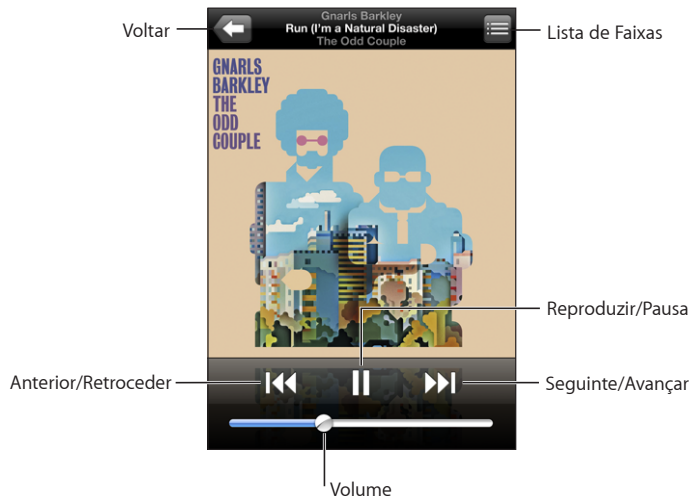 Gnarls Barkley
Voltar
Run (I'm a Natural Disaster)
Lista de Faixas
The Odd Couple
GNARLS
BARKLEY
THE
ODD
COUPLE
Reproduzir/Pausa
Anterior/Retroceder
Seguinte/Avançar
Volume